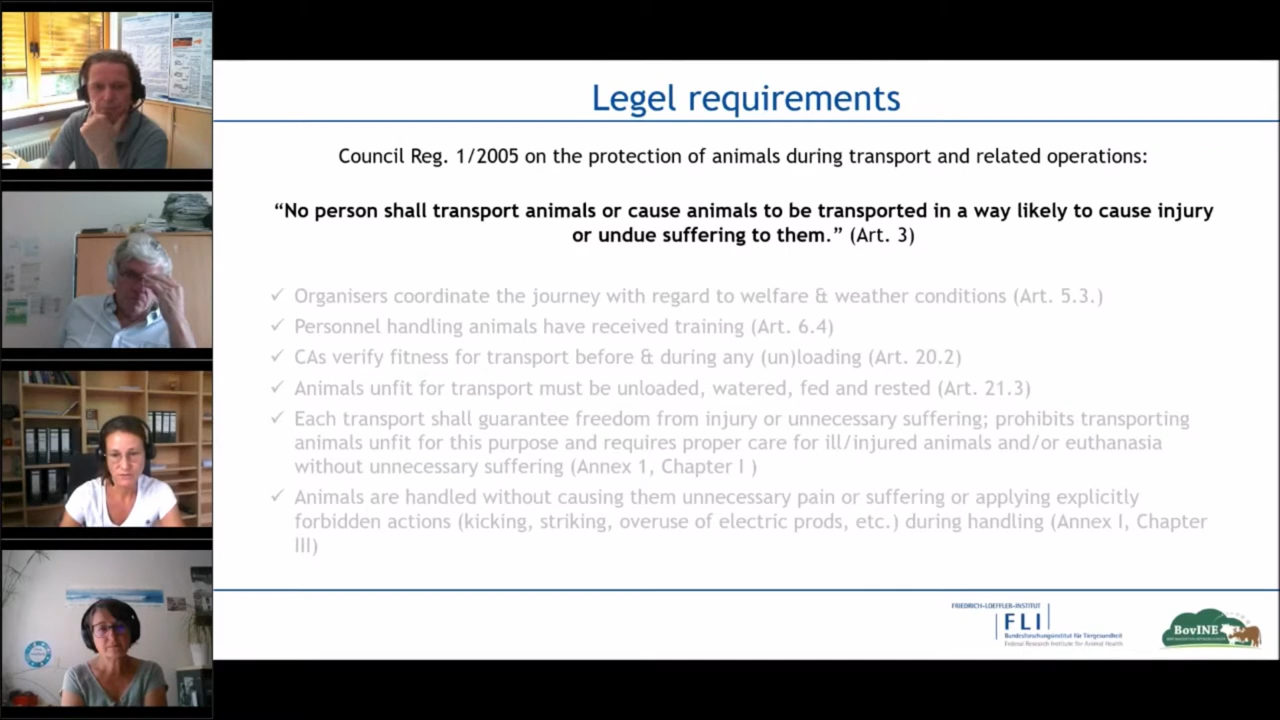 Legel requirements
Council Reg. 1/2005 on the protection of animals during transport and related operations:
“No person shall transport animals or cause animals to be transported in a way likely to cause injury
or undue suffering to them.” (Art. 3)
✓ Organisers coordinate the journey with regard to welfare & weather conditions (Art. 5.3.)
✓ Personnel handling animals have received training (Art. 6.4)
✓ CAs verify fitness for transport before & during any (un)loading (Art. 20.2)
✓ Animals unfit for transport must be unloaded, watered, fed and rested (Art. 21.3)
✓ Each transport shall guarantee freedom from injury or unnecessary suffering; prohibits transporting
animals unfit for this purpose and requires proper care for ill/injured animals and/or euthanasia
without unnecessary suffering (Annex 1, Chapter I )
✓ Animals are handled without causing them unnecessary pain or suffering or applying explicitly
forbidden actions (kicking, striking, overuse of electric prods, etc.) during handling (Annex I, Chapter
III)
FRIEDRICH-LOEFFLER-INSTITUT
FLI
Bundesforschungsinstitut für Tiergesundheit
Federal Research Institute for Animal Health
BovINE